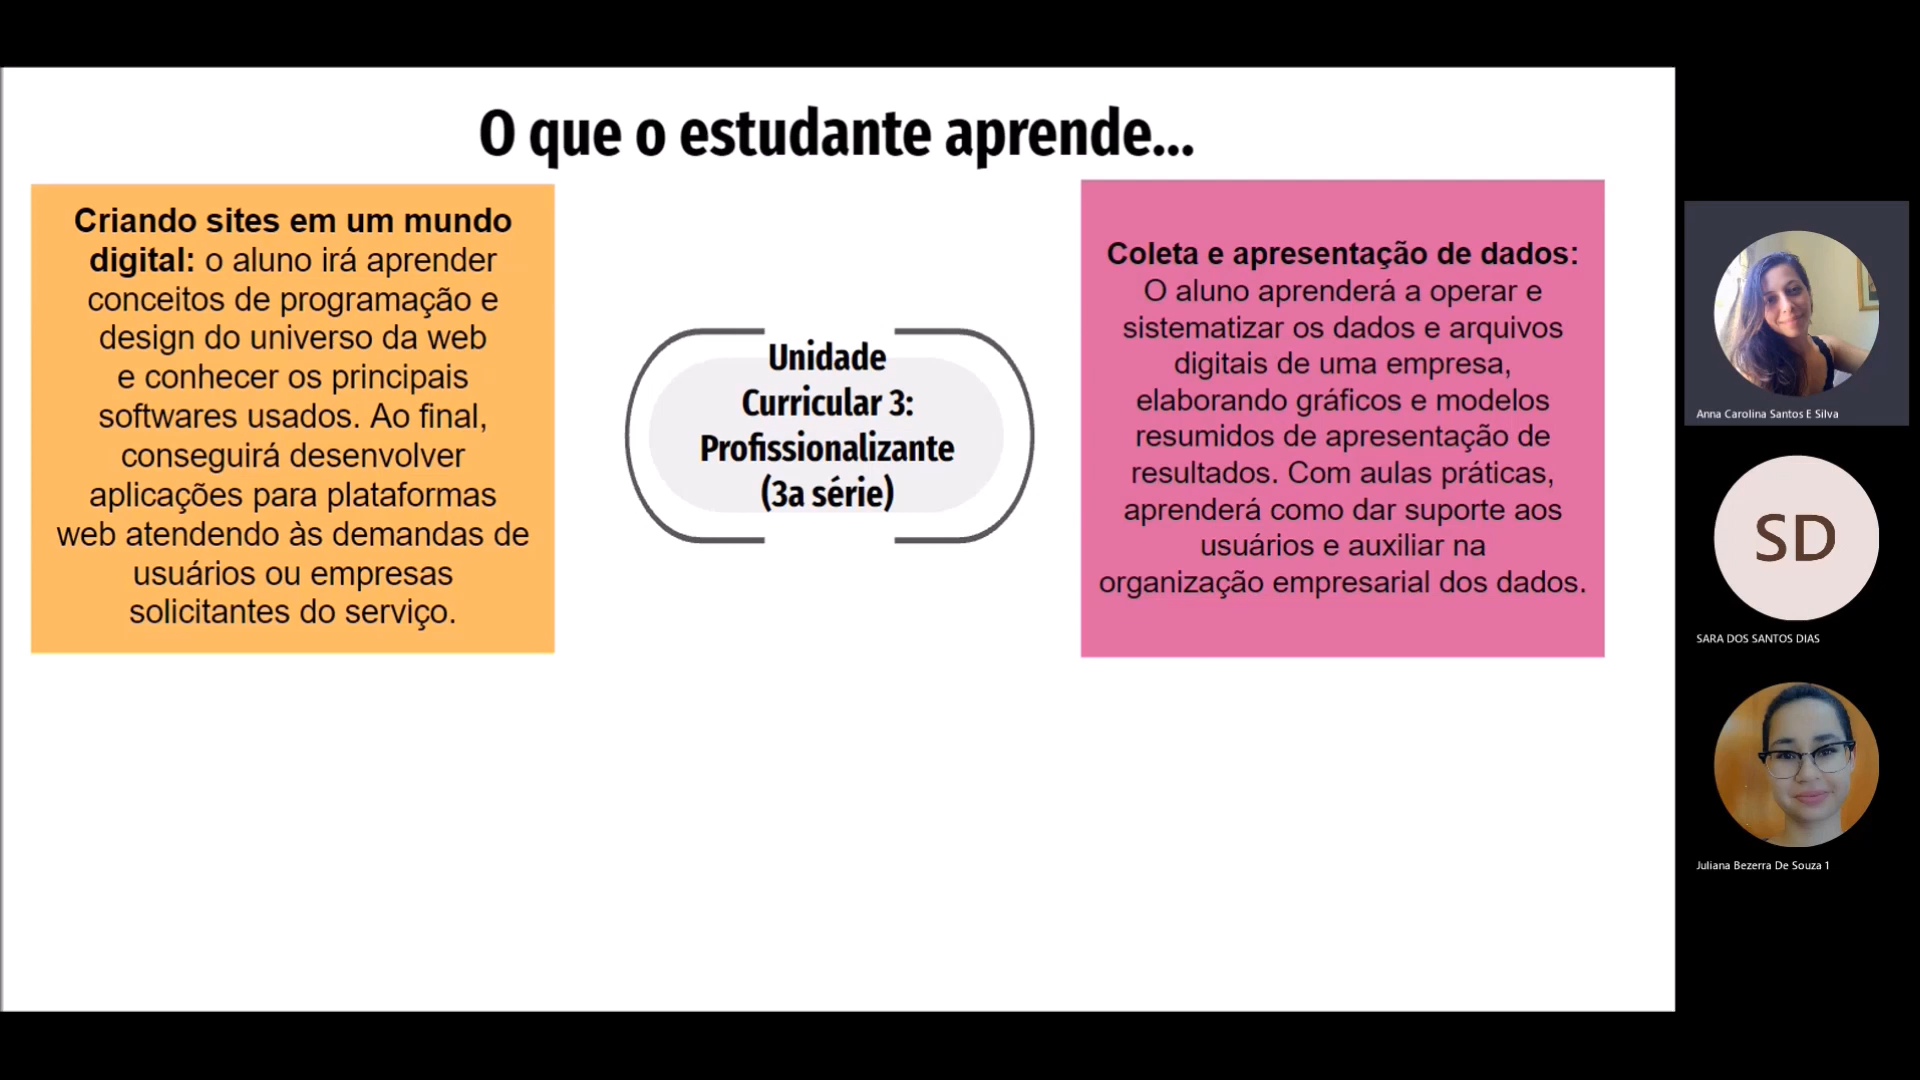 O que o estudante aprende...
Criando sites em um mundo
digital: o aluno irá aprender
conceitos de programação e
design do universo da web
e conhecer os principais
softwares usados. Ao final,
conseguirá desenvolver
aplicações para plataformas
web atendendo às demandas de
usuários ou empresas
solicitantes do serviço.
Unidade
Curricular 3:
Profissionalizante
(3a série)
Coleta e apresentação de dados:
O aluno aprenderá a operar e
sistematizar os dados e arquivos
digitais de uma empresa,
elaborando gráficos e modelos
resumidos de apresentação de
resultados. Com aulas práticas,
aprenderá como dar suporte aos
usuários e auxiliar na
organização empresarial dos dados.
Anna Carolina Santos E Silva
SD
SARA DOS SANTOS DIAS
Juliana Bezerra De Souza 1